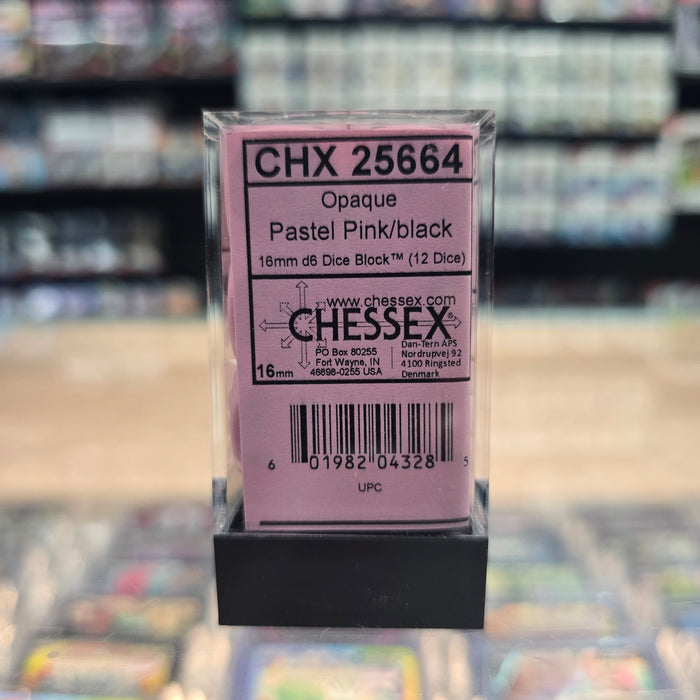 CHX 25664
Opaque
Pastel Pink/black
16mm d6 Dice Block™ (12 Dice)
www.chessex.com
CHESSEX®
PO Box 80255
Fort Wayne, IN
46898-0255 USA
Dan-Tern APS
Nordrupvej 92
4100 Ringsted
Denmark
16mm
6 01982 04328 5
UPC